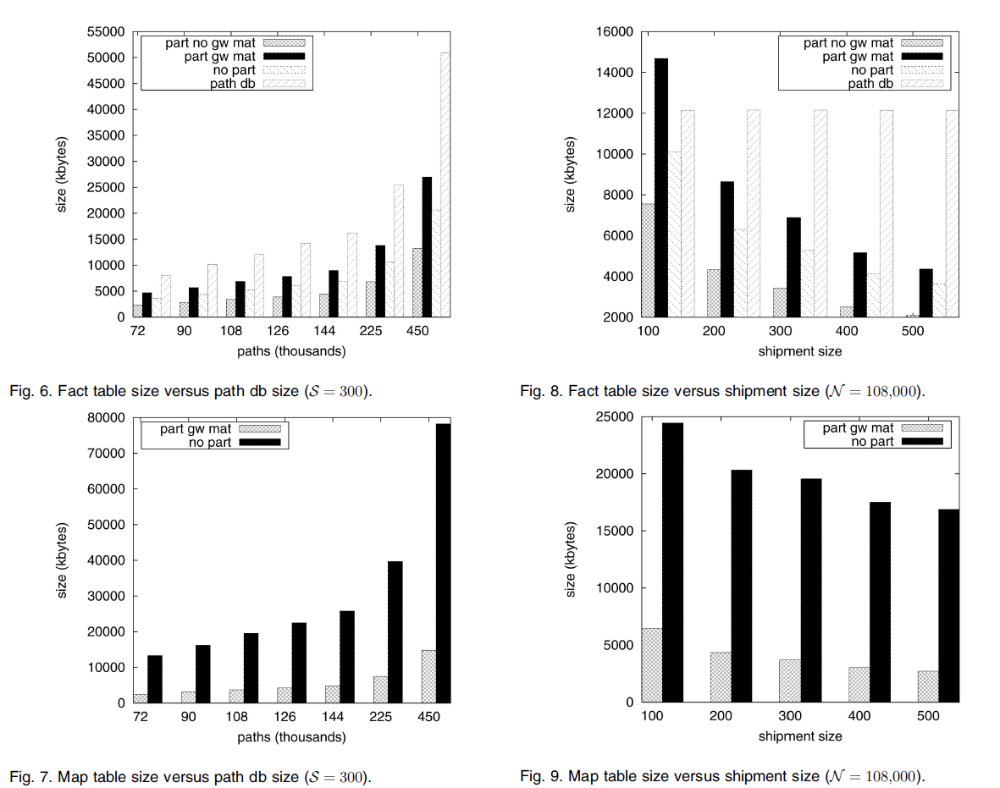 55000
50000
45000
40000
35000
30000
25000
20000
15000
10000
5000
0
size (kbytes)
part no gw mat
part gw mat
no part
path db
72 90 108 126 144 225 450
paths (thousands)
Fig. 6. Fact table size versus path db size (𝒮 = 300).
16000
14000
12000
10000
8000
6000
4000
2000
size (kbytes)
part no gw mat
part gw mat
no part
path db
100 200 300 400 500
shipment size
Fig. 8. Fact table size versus shipment size (𝒩 = 108,000).
80000
70000
60000
50000
40000
30000
20000
10000
0
size (kbytes)
part gw mat
no part
72 90 108 126 144 225 450
paths (thousands)
Fig. 7. Map table size versus path db size (𝒮 = 300).
25000
20000
15000
10000
5000
0
size (kbytes)
part gw mat
no part
100 200 300 400 500
shipment size
Fig. 9. Map table size versus shipment size (𝒩 = 108,000).